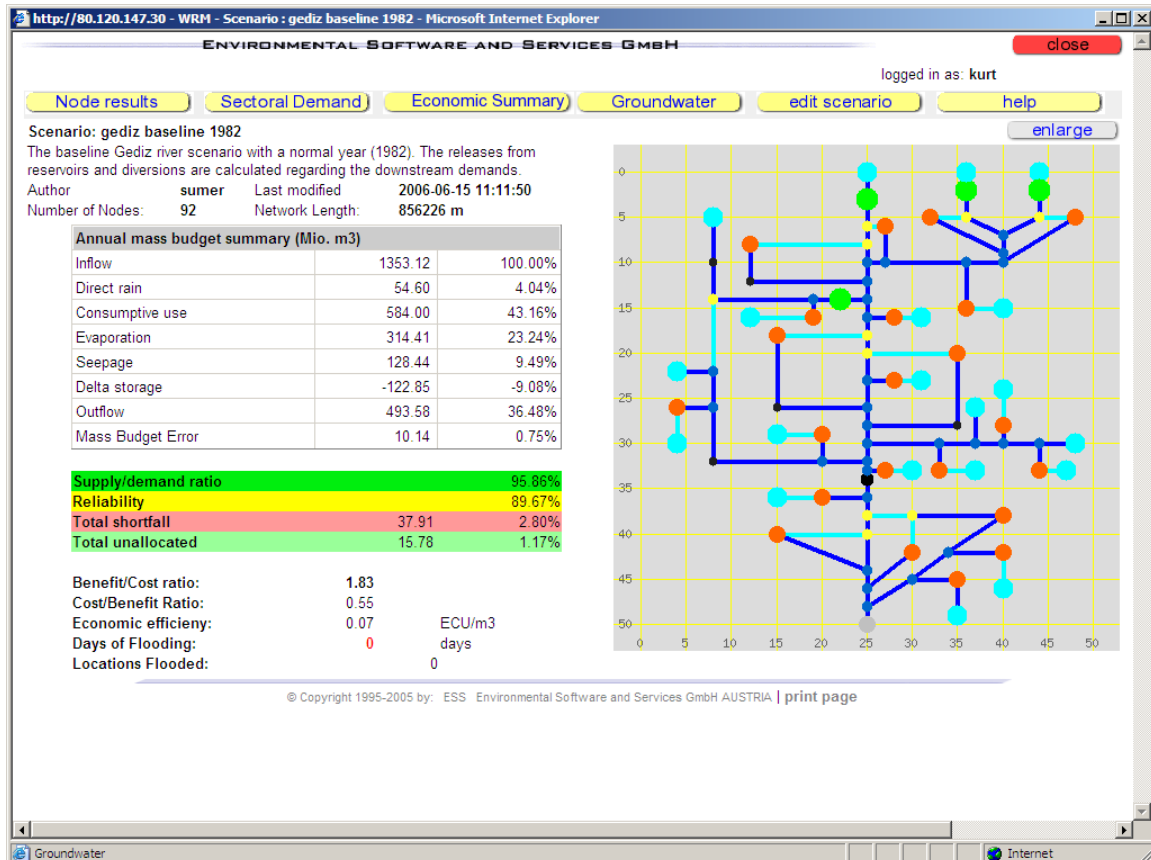 http://80.120.147.30 - WRM - Scenario : gediz baseline 1982 - Microsoft Internet Explorer
ENVIRONMENTAL SOFTWARE AND SERVICES GMBH
close
logged in as: kurt
Node results Sectoral Demand Economic Summary Groundwater edit scenario help
Scenario: gediz baseline 1982
enlarge
The baseline Gediz river scenario with a normal year (1982). The releases from
reservoirs and diversions are calculated regarding the downstream demands.
Author sumer Last modified 2006-06-15 11:11:50
Number of Nodes: 92 Network Length: 856226 m
Annual mass budget summary (Mio. m3)
Inflow 1353.12 100.00%
Direct rain 54.60 4.04%
Consumptive use 584.00 43.16%
Evaporation 314.41 23.24%
Seepage 128.44 9.49%
Delta storage -122.85 -9.08%
Outflow 493.58 36.48%
Mass Budget Error 10.14 0.75%
Supply/demand ratio 95.86%
Reliability 89.67%
Total shortfall 37.91 2.80%
Total unallocated 15.78 1.17%
Benefit/Cost ratio: 1.83
Cost/Benefit Ratio: 0.55
Economic efficieny: 0.07 ECU/m3
Days of Flooding: 0 days
Locations Flooded: 0
0
5
10
15
20
25
30
35
40
45
50
0 5 10 15 20 25 30 35 40 45 50
© Copyright 1995-2005 by: ESS Environmental Software and Services GmbH AUSTRIA | print page
Groundwater
Internet